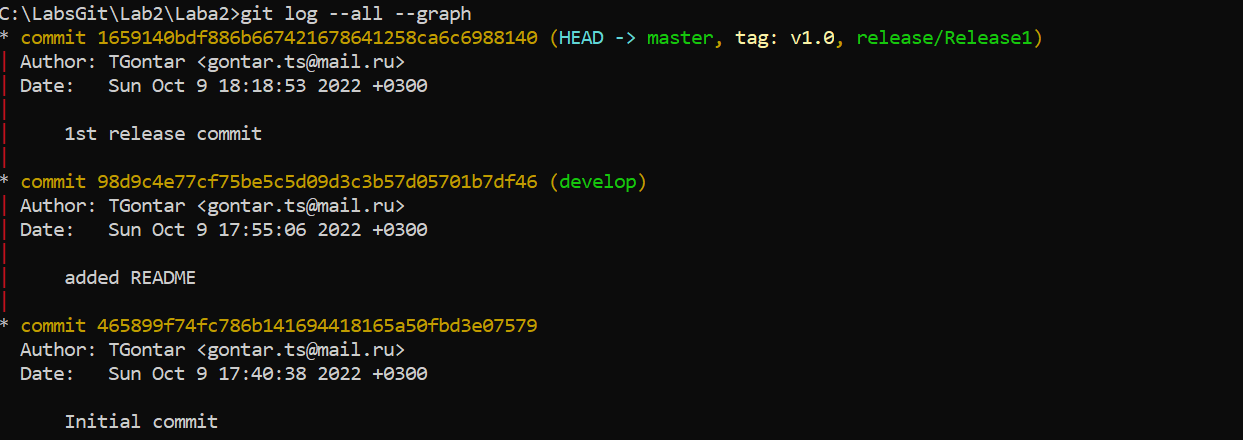 C:\LabsGit\Lab2\Laba2>git log --all --graph
* commit 1659140bdf886b667421678641258ca6c6988140 (HEAD -> master, tag: v1.0, release/Release1)
| Author: TGontar <gontar.ts@mail.ru>
| Date:   Sun Oct 9 18:18:53 2022 +0300
|
|     1st release commit
|
* commit 98d9c4e77cf75be5c5d09d3c3b57d05701b7df46 (develop)
| Author: TGontar <gontar.ts@mail.ru>
| Date:   Sun Oct 9 17:55:06 2022 +0300
|
|     added README
|
* commit 465899f74fc786b141694418165a50fbd3e07579
  Author: TGontar <gontar.ts@mail.ru>
  Date:   Sun Oct 9 17:40:38 2022 +0300

      Initial commit